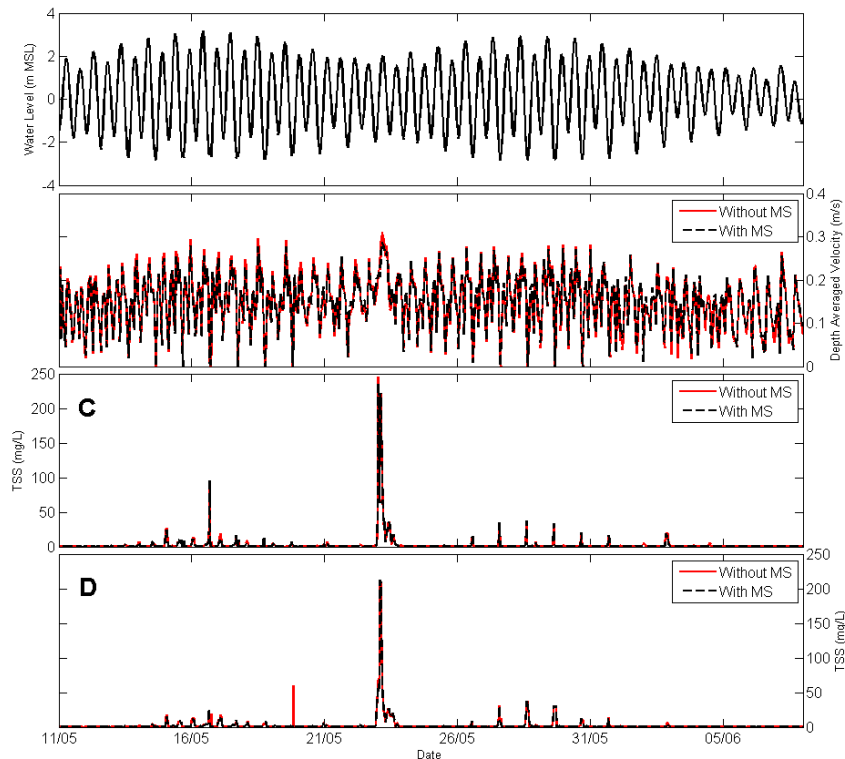 4
2
0
-2
-4
Water Level (m MSL)
0.4
0.3
0.2
0.1
0
Depth Averaged Velocity (m/s)
Without MS
With MS
250
200
150
100
50
0
TSS (mg/L)
C
Without MS
With MS
250
200
150
100
50
0
TSS (mg/L)
D
Without MS
With MS
11/05 16/05 21/05 26/05 31/05 05/06
Date